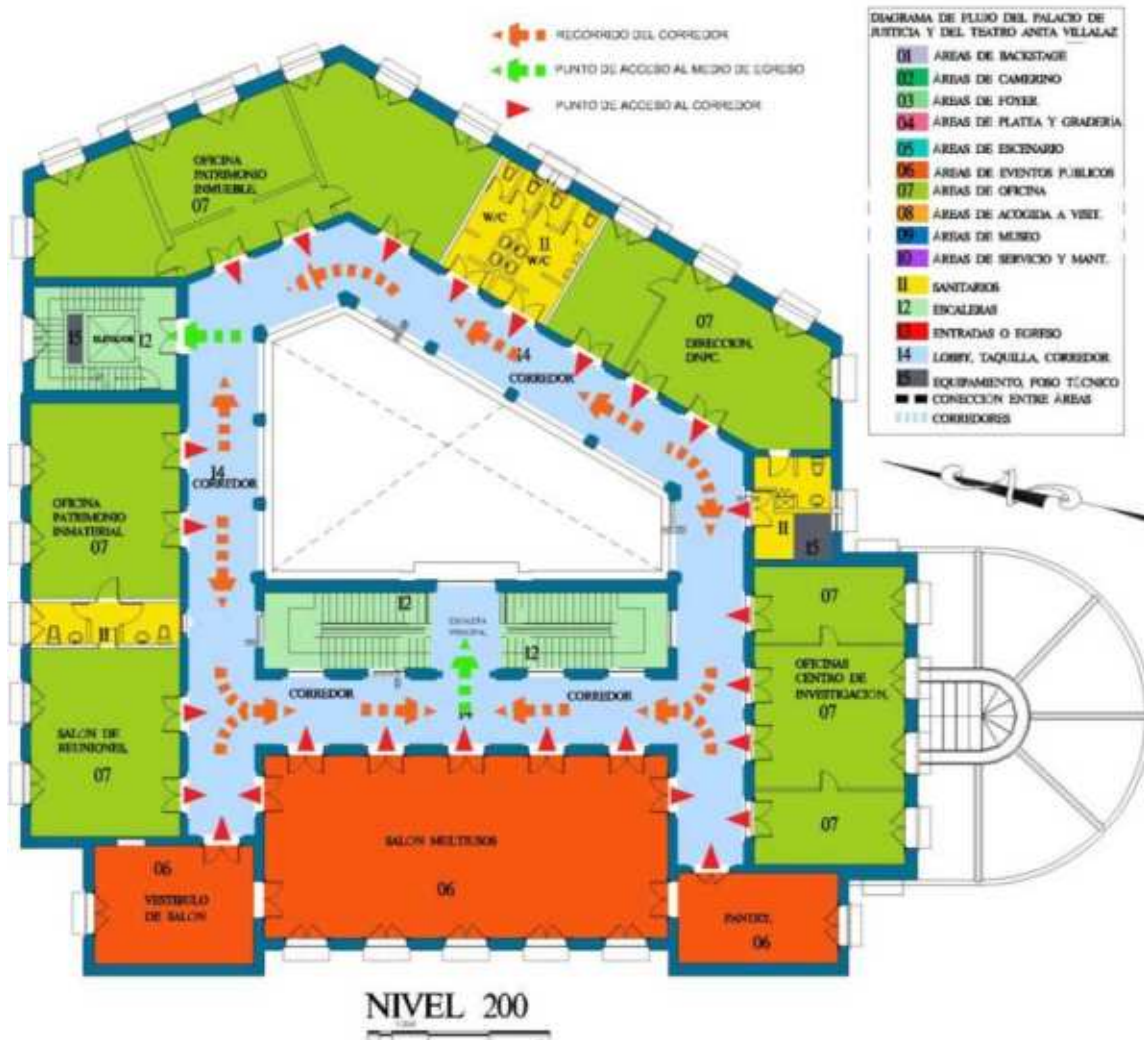 RECORRIDO DEL CORREDOR
PUNTO DE ACCESO AL MEDIO DE EGRESO
PUNTO DE ACCESO AL CORREDOR
DIAGRAMA DE FLUJO DEL PALACIO DE
JUSTICIA Y DEL TEATRO ANITA VILLALAZ
01 ÁREAS DE BACKSTAGE
02 ÁREAS DE CAMERINO
03 ÁREAS DE FOYER
04 ÁREAS DE PLATEA Y GRADERÍA
05 ÁREAS DE ESCENARIO
06 ÁREAS DE EVENTOS PÚBLICOS
07 ÁREAS DE OFICINA
08 ÁREAS DE ACOGIDA A VISIT.
09 ÁREAS DE MUSEO
10 ÁREAS DE SERVICIO Y MANT.
11 SANITARIOS
12 ESCALERAS
13 ENTRADAS O EGRESO
14 LOBBY, TAQUILLA, CORREDOR
15 EQUIPAMIENTO, FOSO TÉCNICO
CONECCION ENTRE ÁREAS
CORREDORES
OFICINA
PATRIMONIO
INMUEBLE,
07
W/C
11
W/C
07
DIRECCION,
DNPC.
15
ELEVADOR
12
14
CORREDOR
14
CORREDOR
OFICINA
PATRIMONIO
INMATERIAL
07
11
15
11
12
ESCALERA
PRINCIPAL
12
07
OFICINAS
CENTRO DE
INVESTIGACION,
07
07
CORREDOR
14
CORREDOR
SALON DE
REUNIONES,
07
SALON MULTIUSOS
06
06
VESTIBULO
DE SALON
PANTRY,
06
NIVEL 200